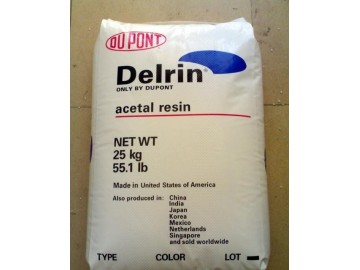 DUPONT
Delrin®
ONLY BY DUPONT
acetal resin
NET WT
25 kg
55.1 lb
Made in United States of America
Also produced in: China
India
Japan
Korea
Mexico
Netherlands
Singapore
and sold worldwide
TYPE COLOR LOT